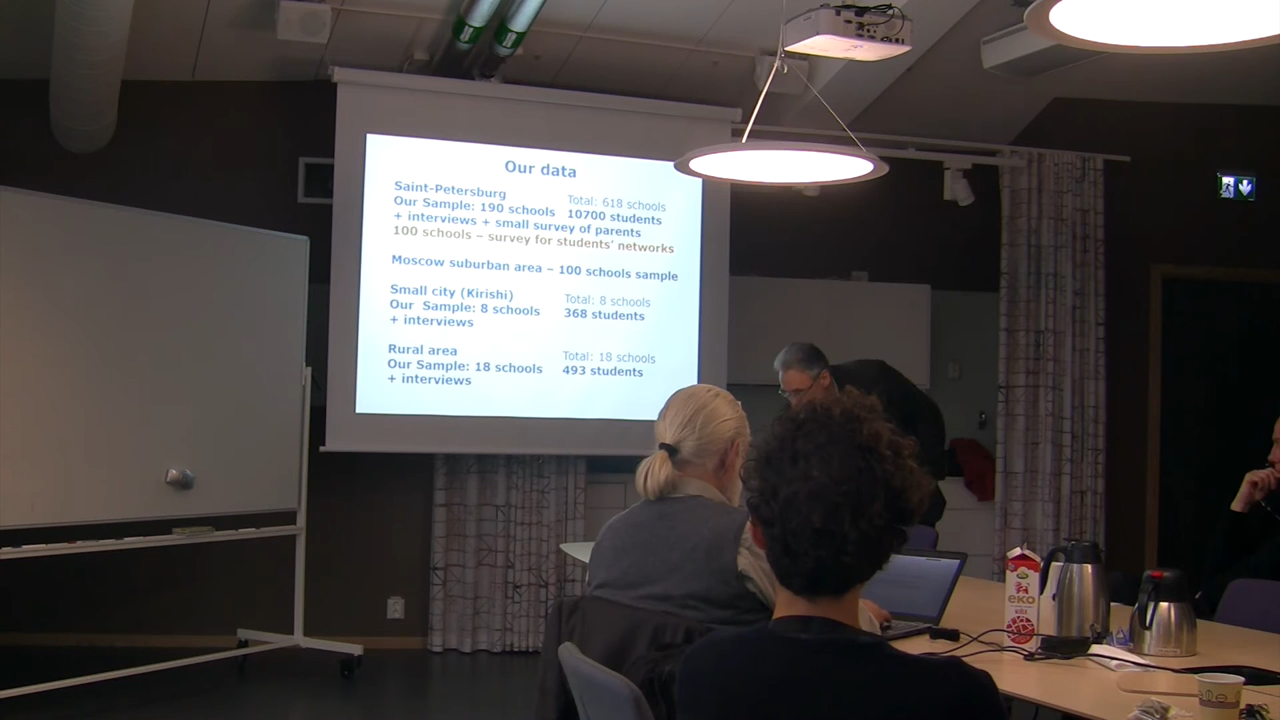 Our data
Saint-Petersburg Total: 618 schools
Our Sample: 190 schools 10700 students
+ interviews + small survey of parents
100 schools – survey for students’ networks
Moscow suburban area – 100 schools sample
Small city (Kirishi) Total: 8 schools
Our Sample: 8 schools 368 students
+ interviews
Rural area Total: 18 schools
Our Sample: 18 schools 493 students
+ interviews
EKO